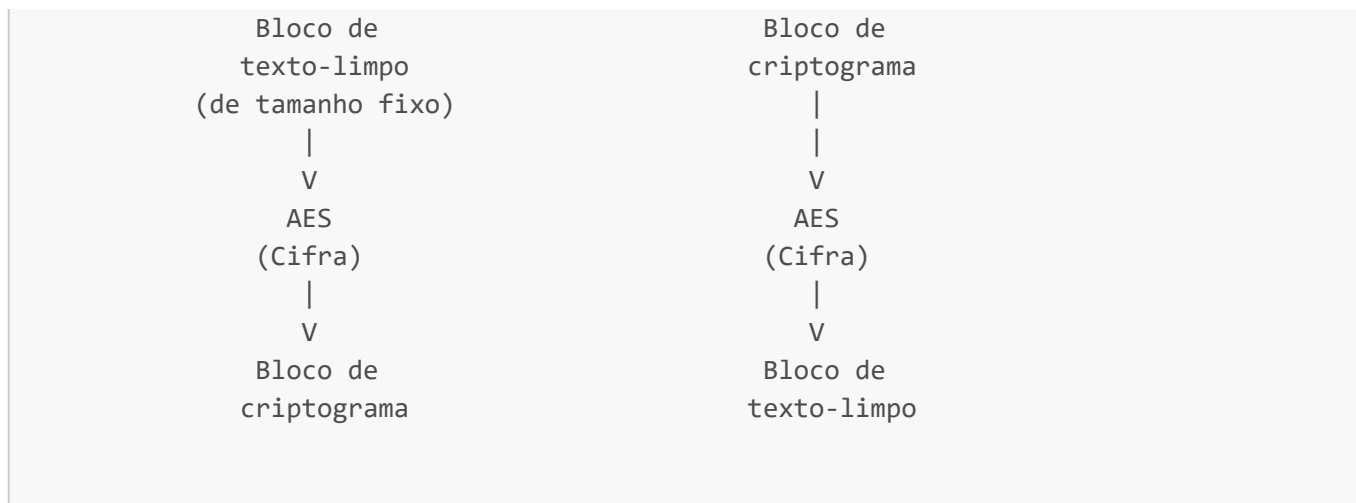 Bloco de                         Bloco de
texto-limpo                      criptograma
(de tamanho fixo)                    |
|                                |
V                                V
AES                              AES
(Cifra)                          (Cifra)
|                                |
V                                V
Bloco de                         Bloco de
criptograma                      texto-limpo